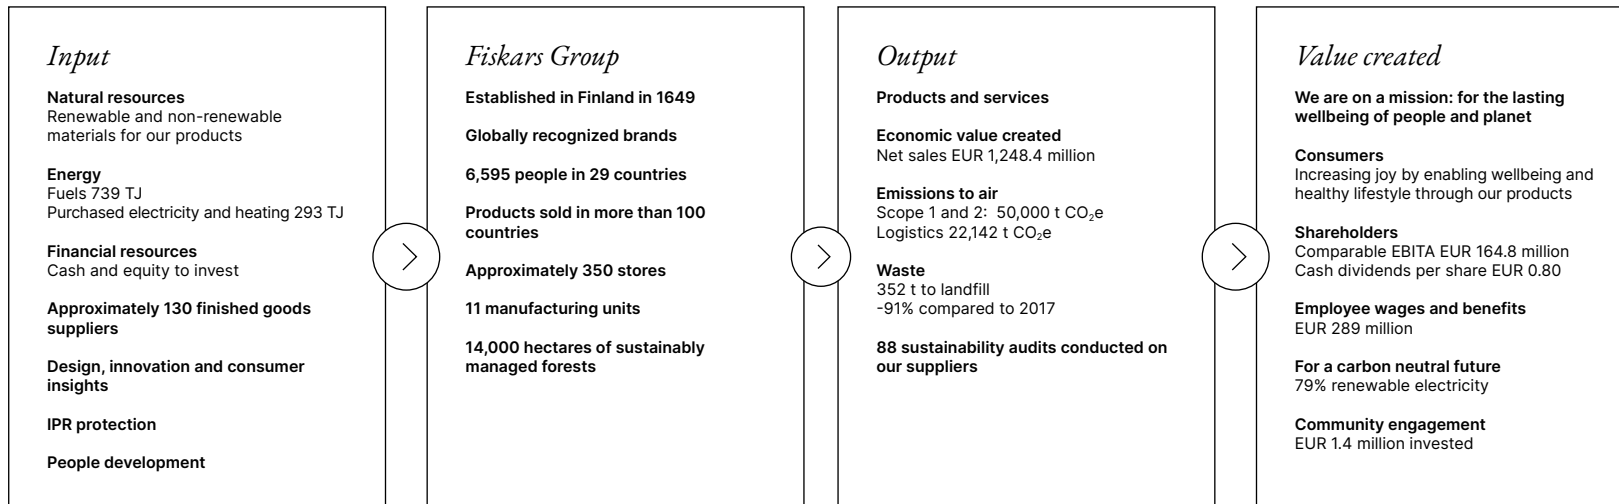 Input
Natural resources
Renewable and non-renewable
materials for our products
Energy
Fuels 739 TJ
Purchased electricity and heating 293 TJ
Financial resources
Cash and equity to invest
Approximately 130 finished goods
suppliers
Design, innovation and consumer
insights
IPR protection
People development
Fiskars Group
Established in Finland in 1649
Globally recognized brands
6,595 people in 29 countries
Products sold in more than 100
countries
Approximately 350 stores
11 manufacturing units
14,000 hectares of sustainably
managed forests
Output
Products and services
Economic value created
Net sales EUR 1,248.4 million
Emissions to air
Scope 1 and 2:  50,000 t CO₂e
Logistics 22,142 t CO₂e
Waste
352 t to landfill
-91% compared to 2017
88 sustainability audits conducted on
our suppliers
Value created
We are on a mission: for the lasting
wellbeing of people and planet
Consumers
Increasing joy by enabling wellbeing and
healthy lifestyle through our products
Shareholders
Comparable EBITA EUR 164.8 million
Cash dividends per share EUR 0.80
Employee wages and benefits
EUR 289 million
For a carbon neutral future
79% renewable electricity
Community engagement
EUR 1.4 million invested